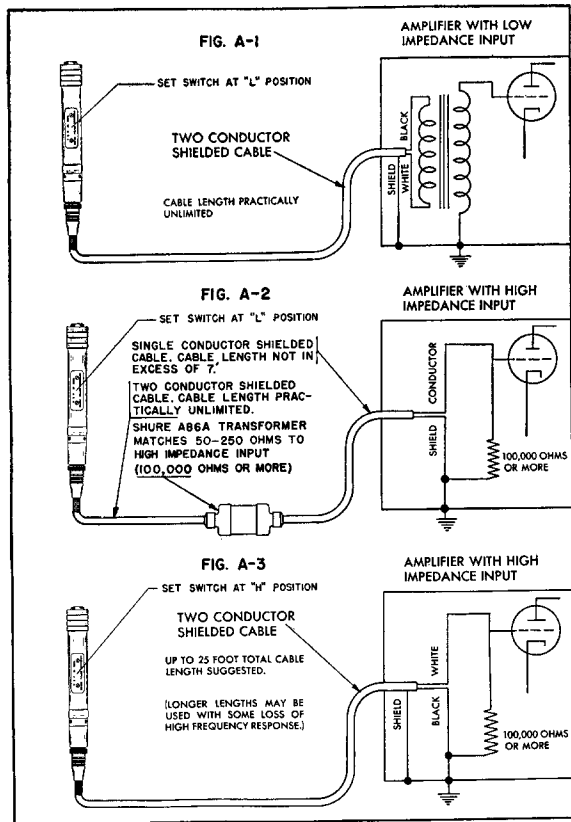 FIG. A-1
AMPLIFIER WITH LOW
IMPEDANCE INPUT
SET SWITCH AT "L" POSITION
TWO CONDUCTOR
SHIELDED CABLE
CABLE LENGTH PRACTICALLY
UNLIMITED
BLACK
WHITE
SHIELD
FIG. A-2
AMPLIFIER WITH HIGH
IMPEDANCE INPUT
SET SWITCH AT "L" POSITION
SINGLE CONDUCTOR SHIELDED
CABLE. CABLE LENGTH NOT IN
EXCESS OF 7.'
TWO CONDUCTOR SHIELDED
CABLE. CABLE LENGTH PRAC-
TICALLY UNLIMITED.
SHURE A86A TRANSFORMER
MATCHES 50-250 OHMS TO
HIGH IMPEDANCE INPUT
(100,000 OHMS OR MORE)
CONDUCTOR
SHIELD
100,000 OHMS
OR MORE
FIG. A-3
AMPLIFIER WITH HIGH
IMPEDANCE INPUT
SET SWITCH AT "H" POSITION
TWO CONDUCTOR
SHIELDED CABLE
UP TO 25 FOOT TOTAL CABLE
LENGTH SUGGESTED.
(LONGER LENGTHS MAY BE
USED WITH SOME LOSS OF
HIGH FREQUENCY RESPONSE.)
WHITE
BLACK
SHIELD
100,000 OHMS
OR MORE